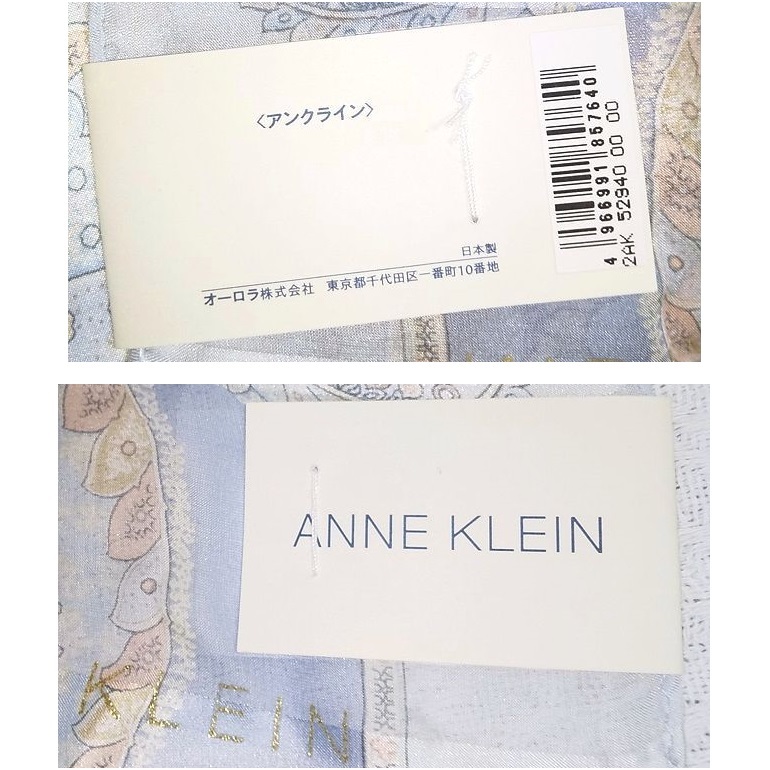 〈アンクライン〉
日本製
オーロラ株式会社 東京都千代田区一番町10番地
4 966991 857640
2AK 52940 00 00
ANNE KLEIN
KLEIN